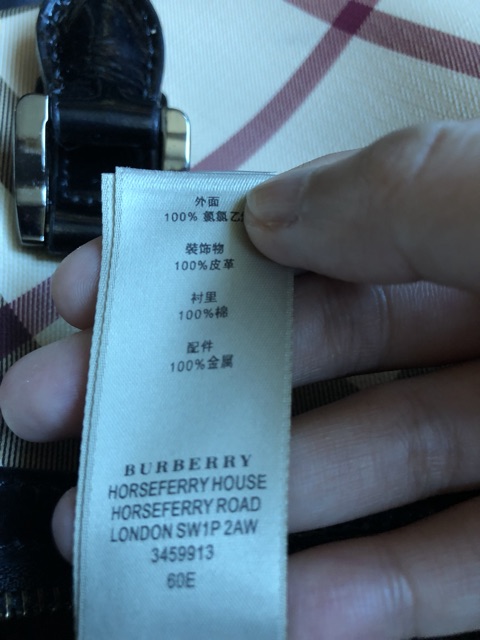 外面
100%
裝饰物
100%皮革
衬里
100%棉
配件
100%金属
BURBERRY
HORSEFERRY HOUSE
HORSEFERRY ROAD
LONDON SW1P 2AW
3459913
60E